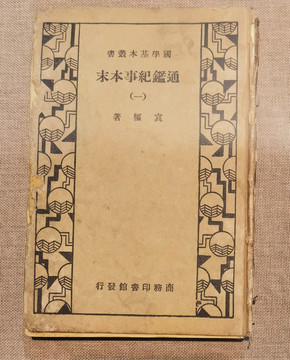 國學基本叢書
通鑑紀事本末
(一)
袁樞著
商務印書館發行